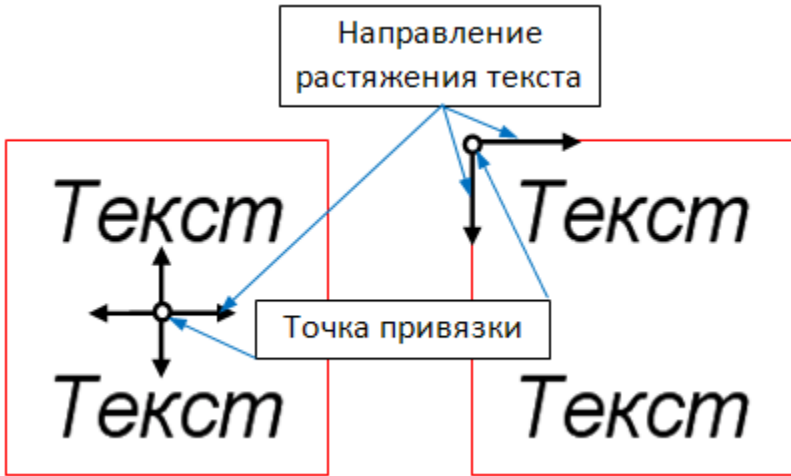 Направление
растяжения текста
Текст
Текст
Точка привязки
Текст
Текст